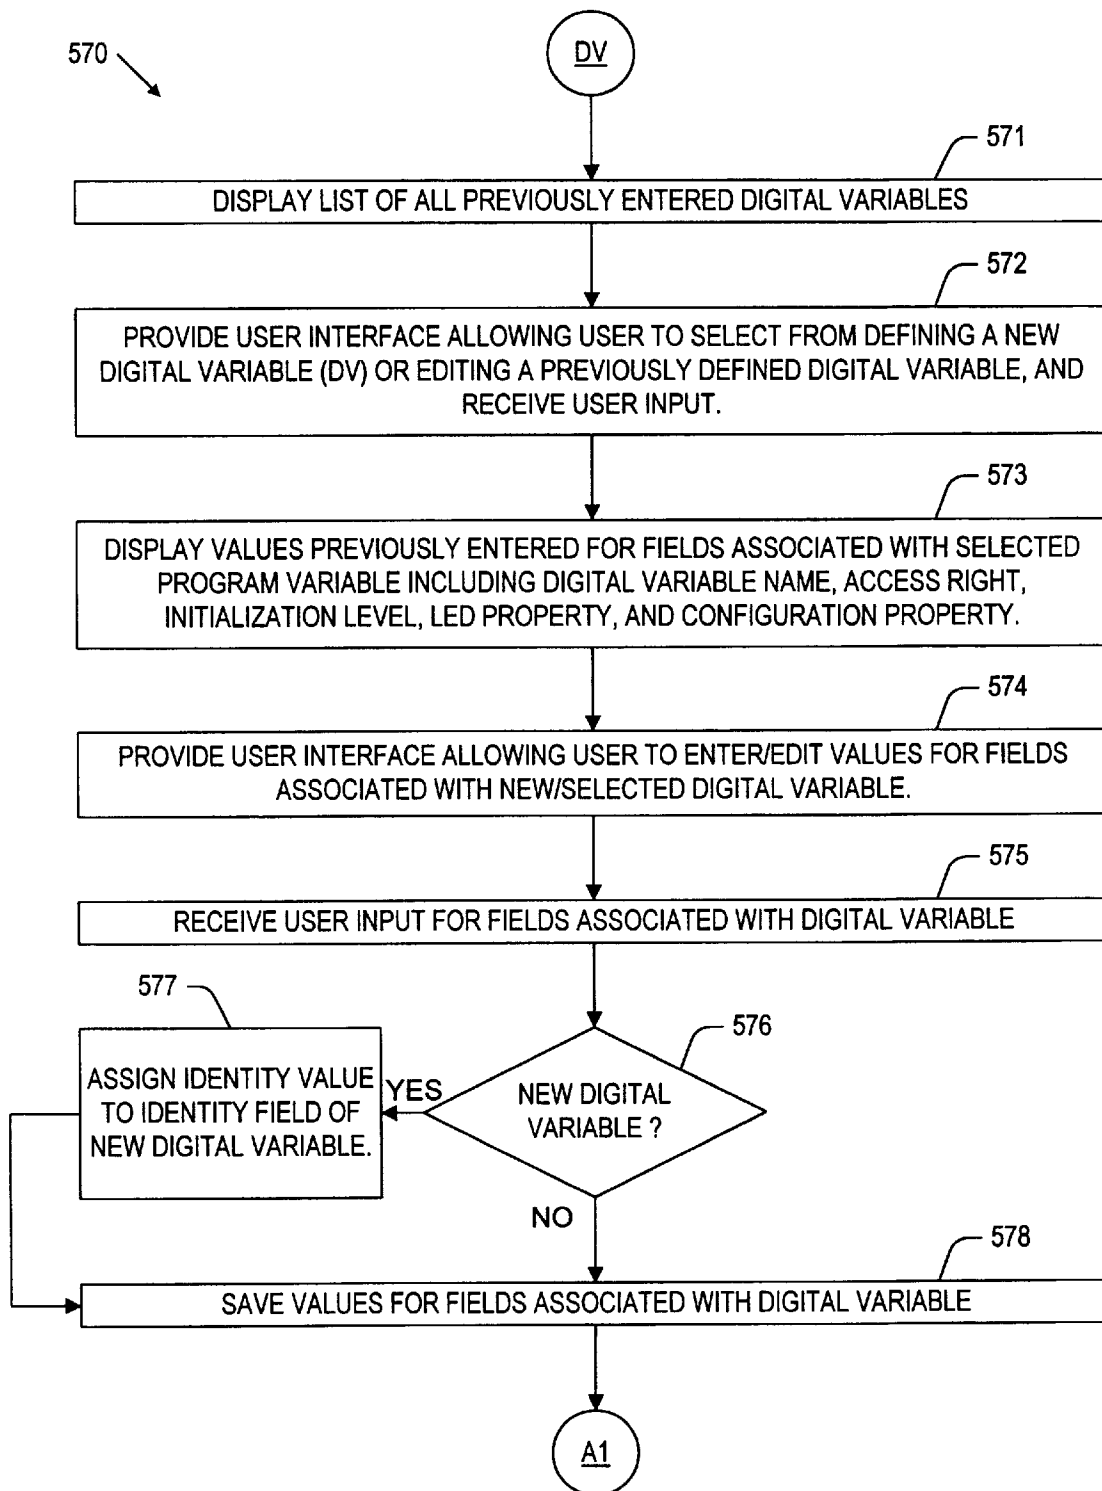 570
DV
571
DISPLAY LIST OF ALL PREVIOUSLY ENTERED DIGITAL VARIABLES
572
PROVIDE USER INTERFACE ALLOWING USER TO SELECT FROM DEFINING A NEW
DIGITAL VARIABLE (DV) OR EDITING A PREVIOUSLY DEFINED DIGITAL VARIABLE, AND
RECEIVE USER INPUT.
573
DISPLAY VALUES PREVIOUSLY ENTERED FOR FIELDS ASSOCIATED WITH SELECTED
PROGRAM VARIABLE INCLUDING DIGITAL VARIABLE NAME, ACCESS RIGHT,
INITIALIZATION LEVEL, LED PROPERTY, AND CONFIGURATION PROPERTY.
574
PROVIDE USER INTERFACE ALLOWING USER TO ENTER/EDIT VALUES FOR FIELDS
ASSOCIATED WITH NEW/SELECTED DIGITAL VARIABLE.
575
RECEIVE USER INPUT FOR FIELDS ASSOCIATED WITH DIGITAL VARIABLE
577
576
ASSIGN IDENTITY VALUE
TO IDENTITY FIELD OF
NEW DIGITAL VARIABLE.
YES
NEW DIGITAL
VARIABLE ?
NO
578
SAVE VALUES FOR FIELDS ASSOCIATED WITH DIGITAL VARIABLE
A1